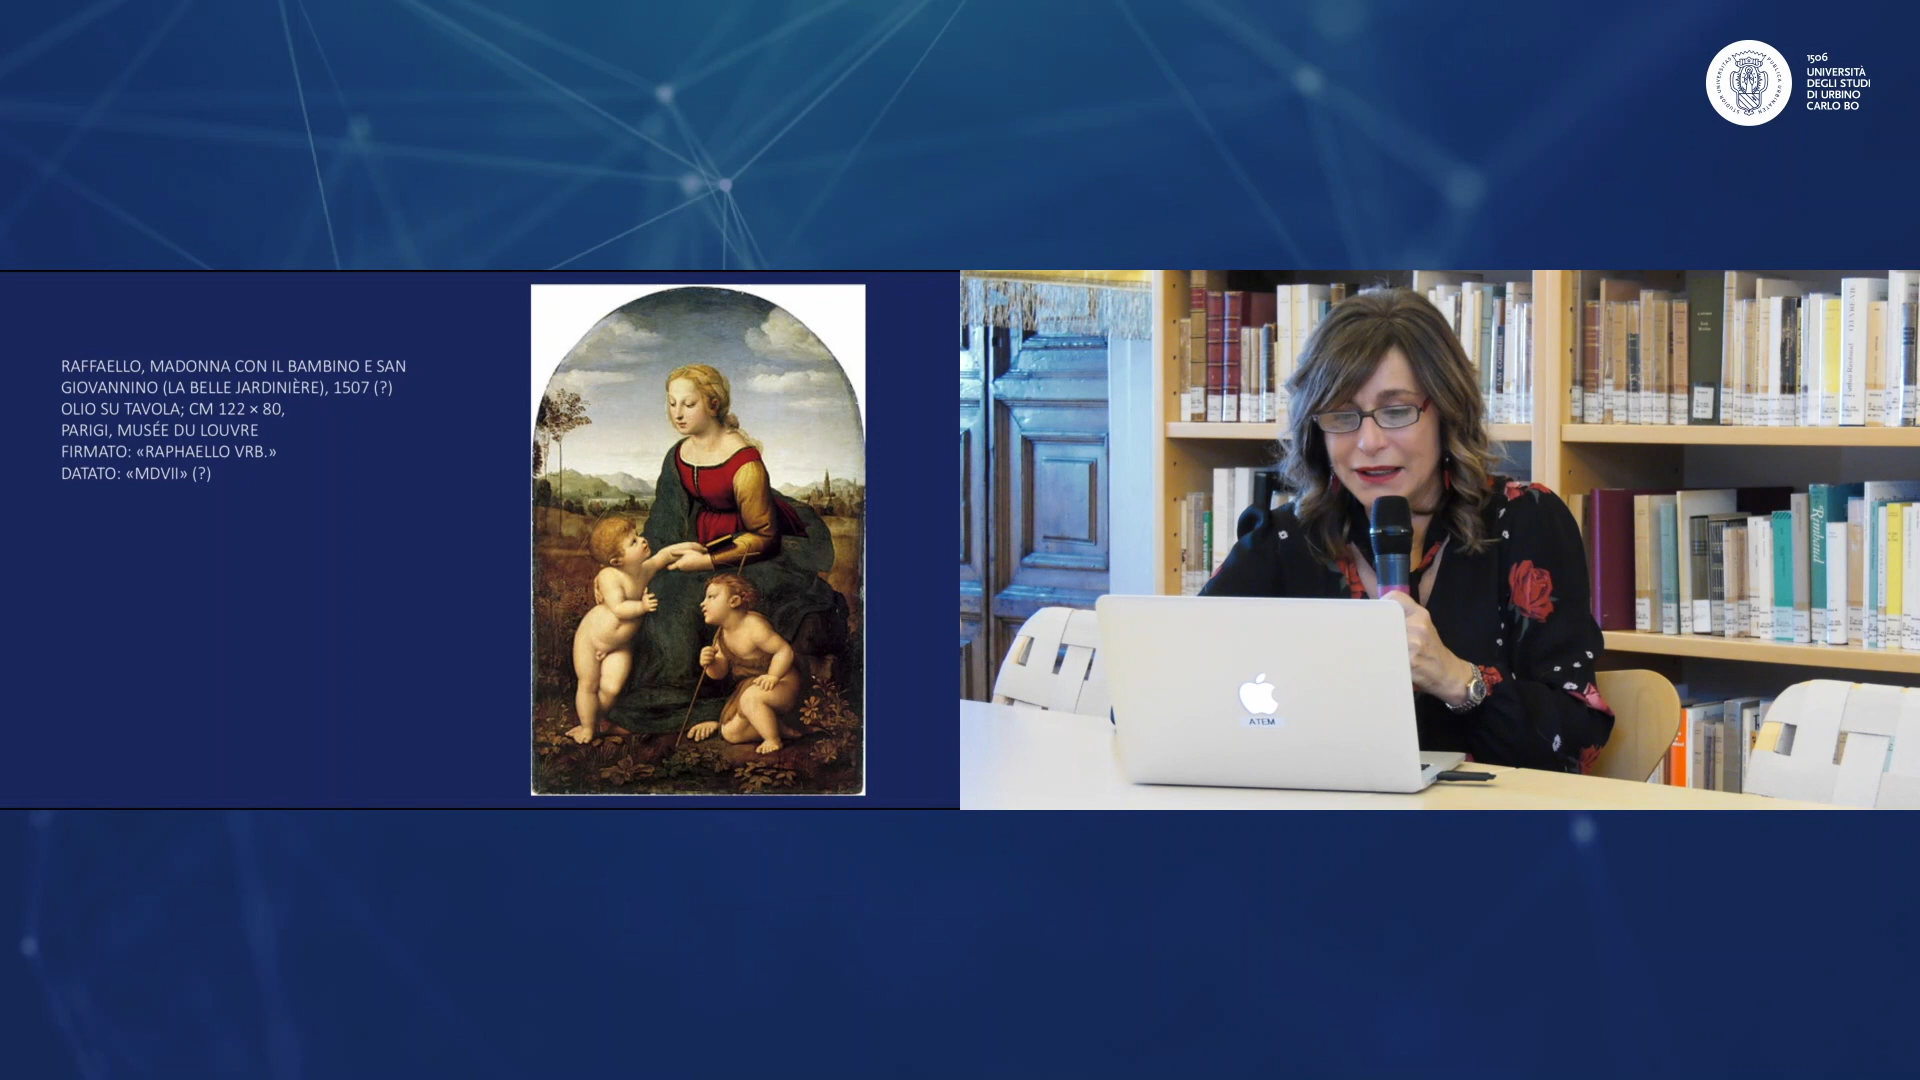 1506
UNIVERSITÀ
DEGLI STUDI
DI URBINO
CARLO BO
RAFFAELLO, MADONNA CON IL BAMBINO E SAN
GIOVANNINO (LA BELLE JARDINIÈRE), 1507 (?)
OLIO SU TAVOLA; CM 122 × 80,
PARIGI, MUSÉE DU LOUVRE
FIRMATO: «RAPHAELLO VRB.»
DATATO: «MDVII» (?)
ATEM
Rimbaud